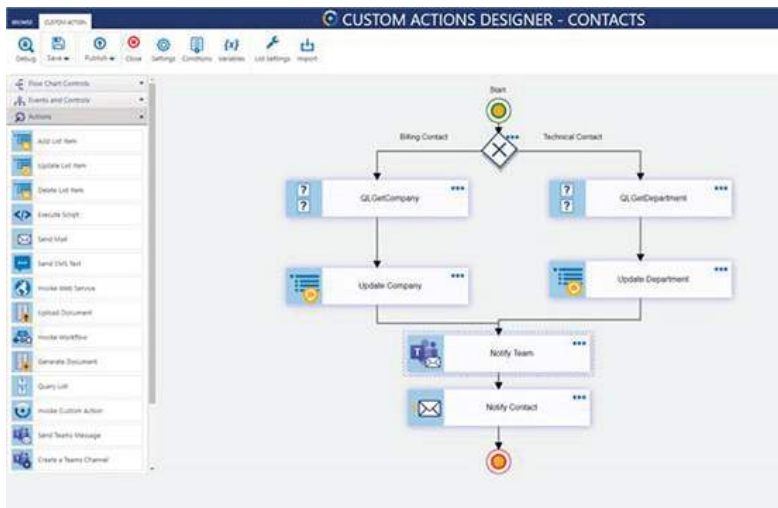 BROWSE CUSTOM ACTION
CUSTOM ACTIONS DESIGNER - CONTACTS
Debug Save Publish Close Settings Conditions Variables List Settings Import
Flow Chart Controls
Events and Controls
Actions
Add List Item
Update List Item
Delete List Item
Execute Script
Send Mail
Send SMS Text
Invoke Web Service
Upload Document
Invoke Workflow
Generate Document
Query List
Invoke Custom Action
Send Teams Message
Create a Teams Channel
Start
Billing Contact Technical Contact
QLGetCompany QLGetDepartment
Update Company Update Department
Notify Team
Notify Contact